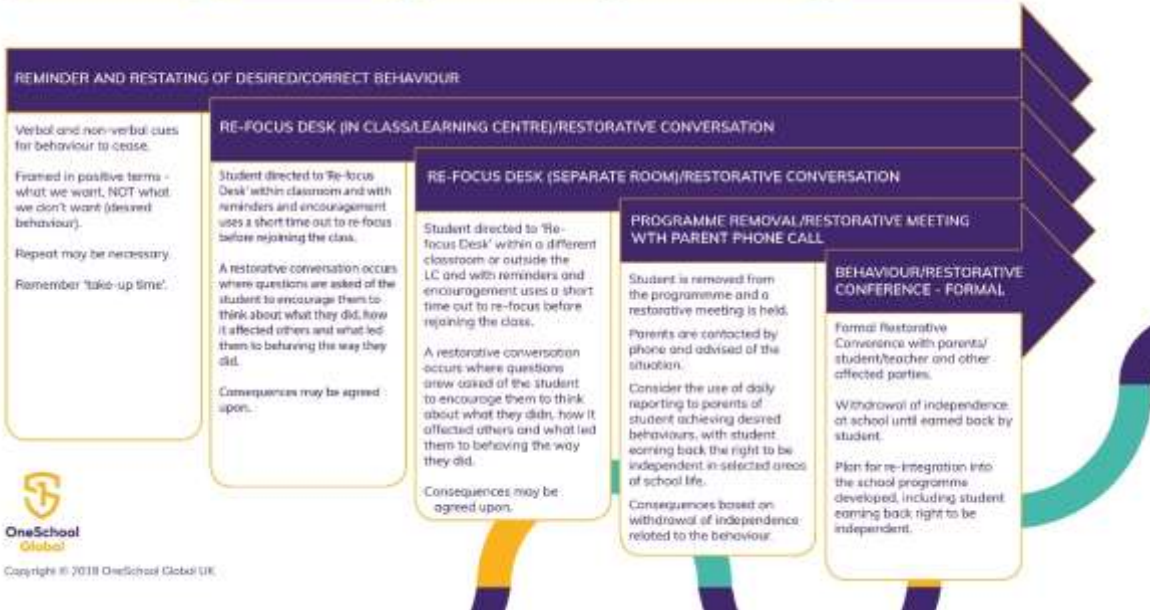 REMINDER AND RESTATING OF DESIRED/CORRECT BEHAVIOUR
Verbal and non-verbal cues
for behaviour to cease.
Framed in positive terms -
what we want, NOT what
we don't want (desired
behaviour).
Repeat may be necessary.
Remember 'take-up time'.
RE-FOCUS DESK (IN CLASS/LEARNING CENTRE)/RESTORATIVE CONVERSATION
Student directed to 'Re-focus
Desk' within classroom and with
reminders and encouragement
uses a short time out to re-focus
before rejoining the class.
A restorative conversation occurs
where questions are asked of the
student to encourage them to
think about what they did, how
it affected others and what led
them to behaving the way they
did.
Consequences may be agreed
upon.
RE-FOCUS DESK (SEPARATE ROOM)/RESTORATIVE CONVERSATION
Student directed to 'Re-
focus Desk' within a different
classroom or outside the
LC and with reminders and
encouragement uses a short
time out to re-focus before
rejoining the class.
A restorative conversation
occurs where questions
arew asked of the student
to encourage them to think
about what they didn, how it
affected others and what led
them to behaving the way
they did.
Consequences may be
agreed upon.
PROGRAMME REMOVAL/RESTORATIVE MEETING
WTH PARENT PHONE CALL
Student is removed from
the programmme and a
restorative meeting is held.
Parents are contacted by
phone and advised of the
situation.
Consider the use of daily
reporting to parents of
student achieving desired
behaviours, with student
earning back the right to be
independent in selected areas
of school life.
Consequences based on
withdrawal of independence
related to the behaviour.
BEHAVIOUR/RESTORATIVE
CONFERENCE - FORMAL
Formal Restorative
Converence with parents/
student/teacher and other
affected parties.
Withdrawal of independence
at school until earned back by
student.
Plan for re-integration into
the school programme
developed, including student
earning back right to be
independent.
OneSchool
Global
Copyright © 2018 OneSchool Global UK